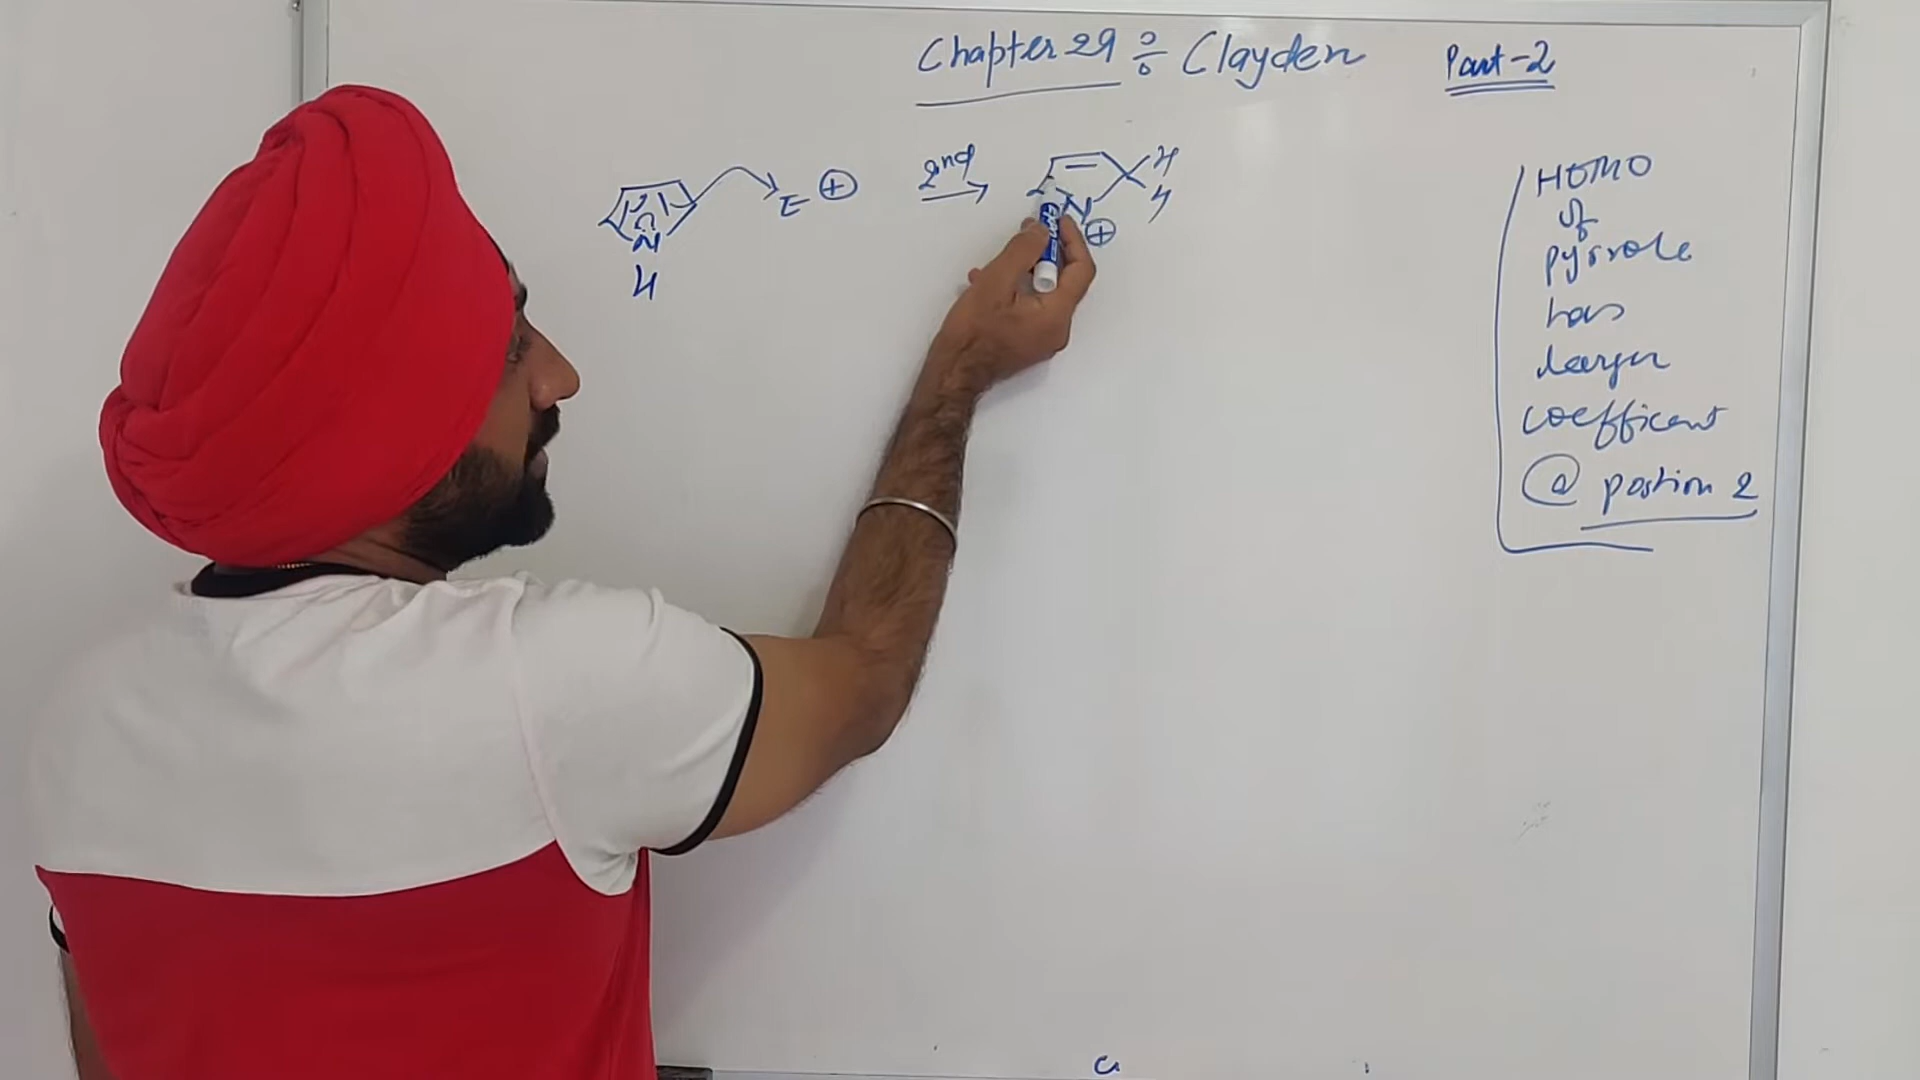 Chapter 29 : Clayden Part-2
2nd
E ⊕
N
H
H
H
N
⊕
HOMO
of
pyrrole
has
larger
coefficient
@ position 2